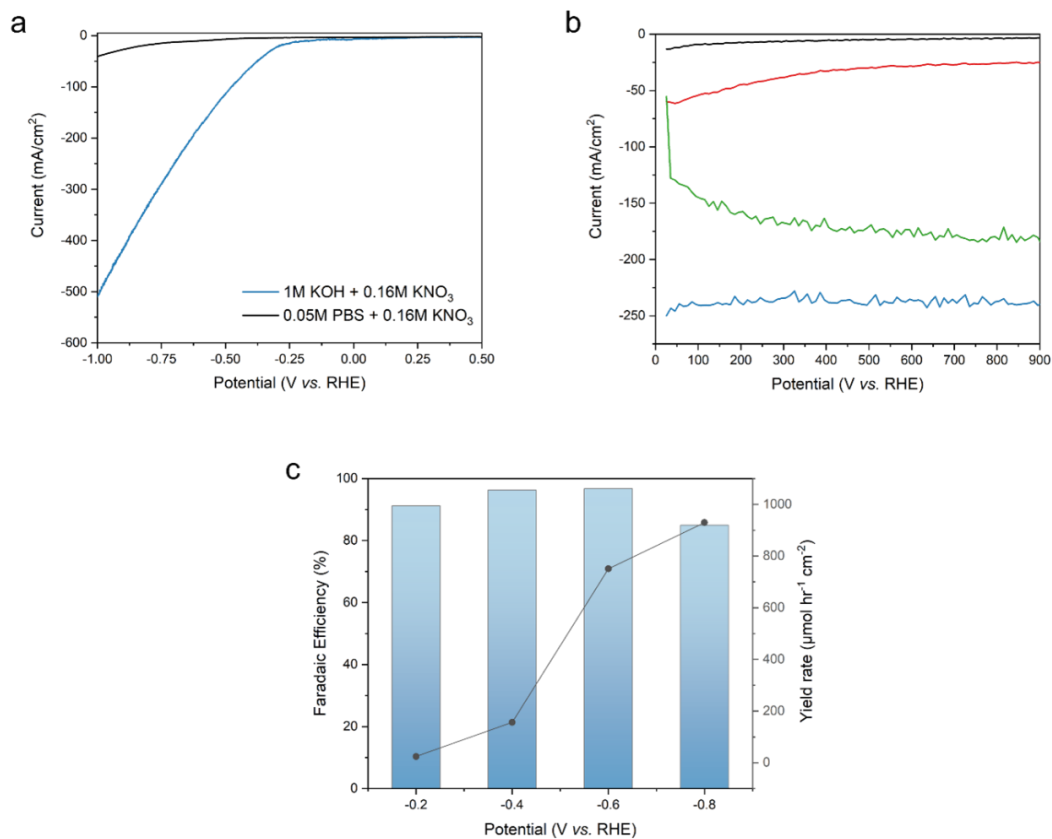 a
0
-100
-200
-300
-400
-500
-600
Current (mA/cm²)
1M KOH + 0.16M KNO₃
0.05M PBS + 0.16M KNO₃
-1.00 -0.75 -0.50 -0.25 0.00 0.25 0.50
Potential (V vs. RHE)
b
0
-50
-100
-150
-200
-250
Current (mA/cm²)
0 100 200 300 400 500 600 700 800 900
Potential (V vs. RHE)
c
100
80
60
40
20
0
Faradaic Efficiency (%)
1000
800
600
400
200
0
Yield rate (μmol hr⁻¹ cm⁻²)
-0.2 -0.4 -0.6 -0.8
Potential (V vs. RHE)